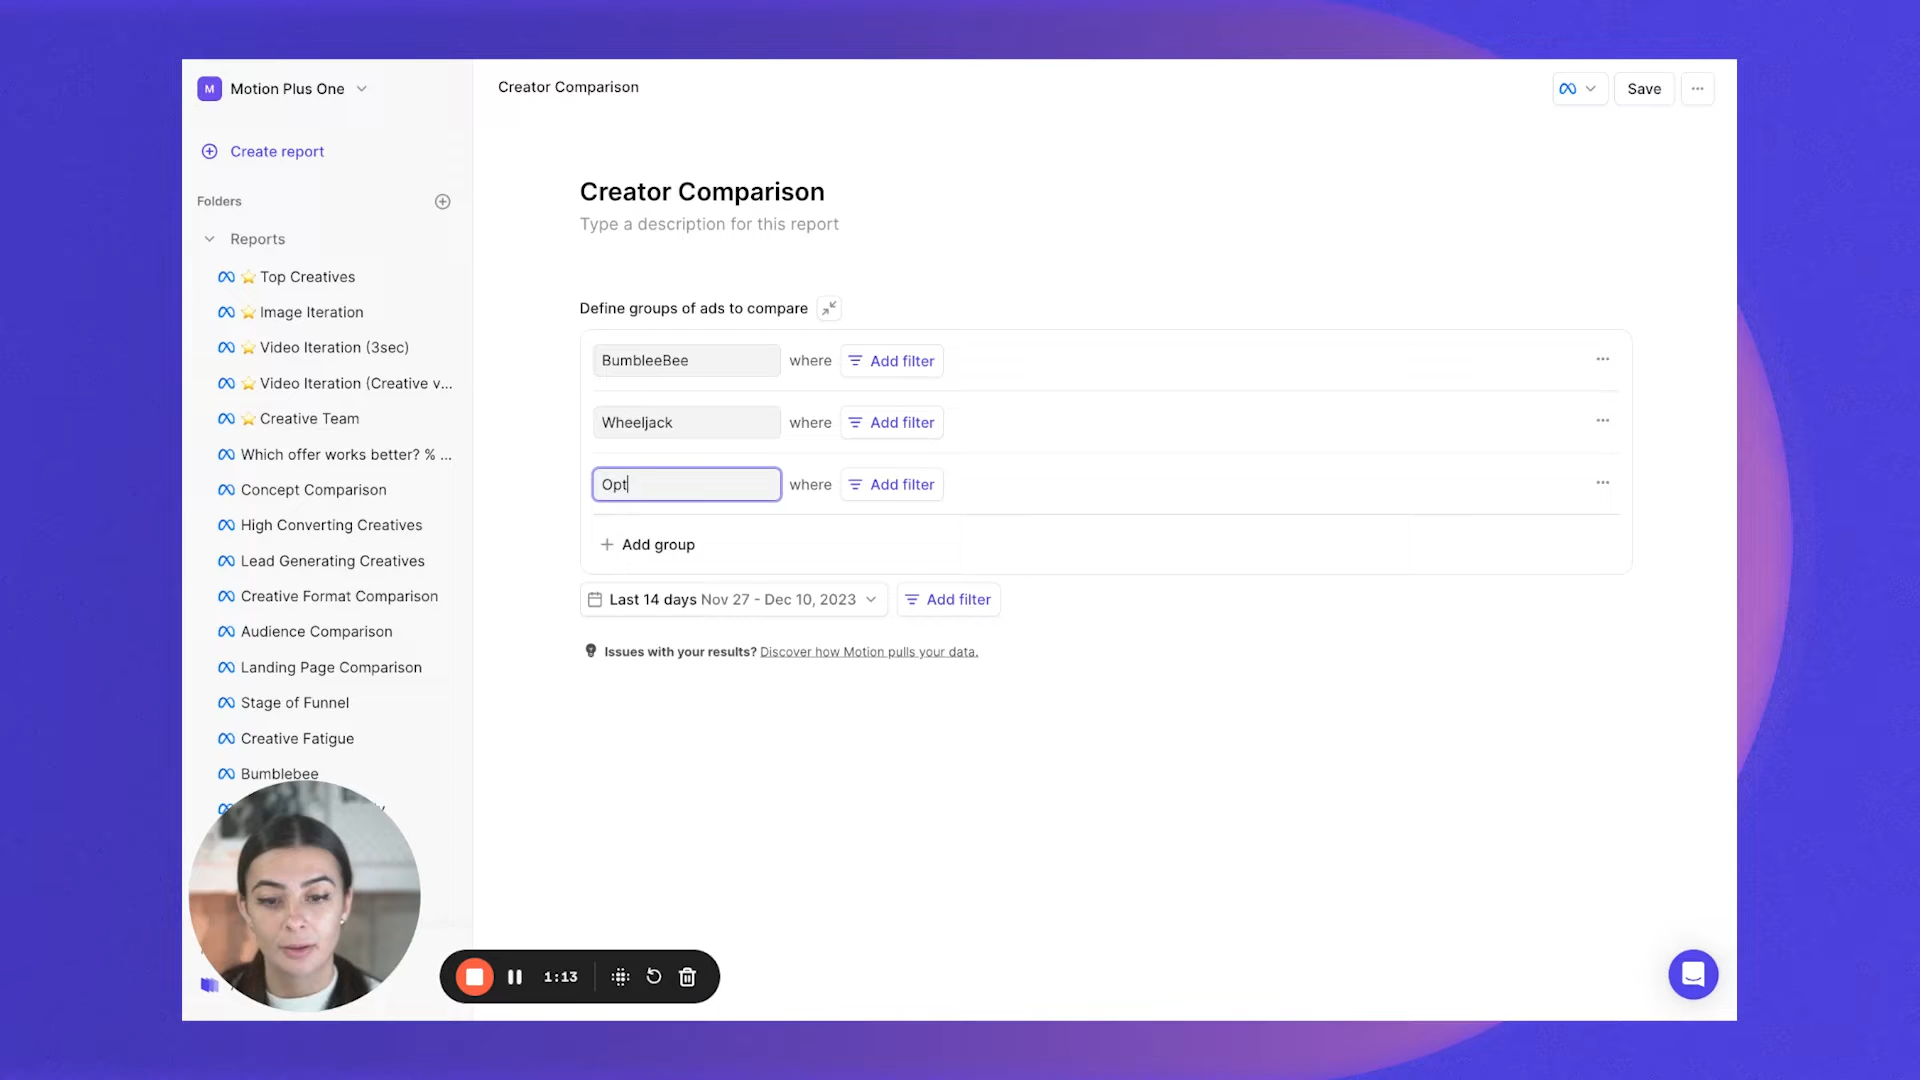 M Motion Plus One
Create report
Folders
Reports
Top Creatives
Image Iteration
Video Iteration (3sec)
Video Iteration (Creative v...
Creative Team
Which offer works better? % ...
Concept Comparison
High Converting Creatives
Lead Generating Creatives
Creative Format Comparison
Audience Comparison
Landing Page Comparison
Stage of Funnel
Creative Fatigue
Bumblebee
Creator Comparison
Save
Creator Comparison
Type a description for this report
Define groups of ads to compare
BumbleeBee where Add filter
Wheeljack where Add filter
Opt where Add filter
Add group
Last 14 days Nov 27 - Dec 10, 2023 Add filter
Issues with your results? Discover how Motion pulls your data.
1:13